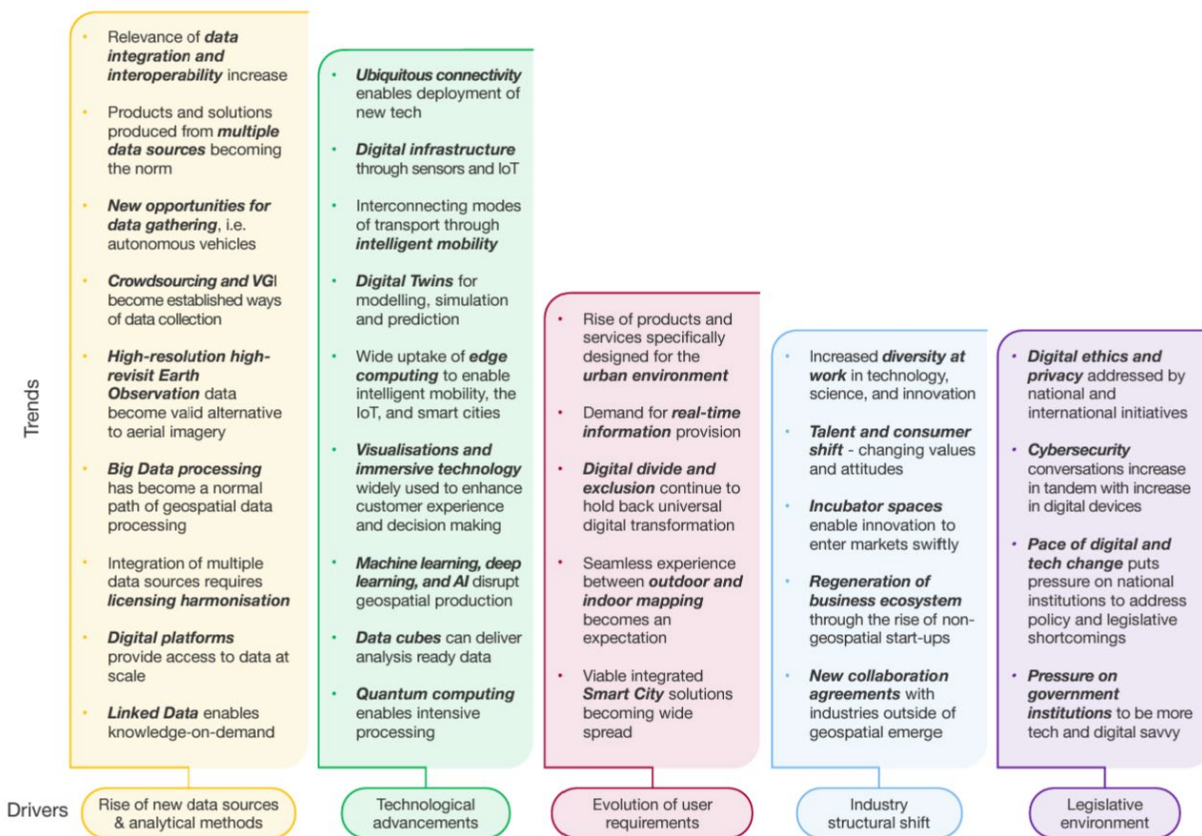 Trends
Relevance of data
integration and
interoperability increase
Products and solutions
produced from multiple
data sources becoming
the norm
New opportunities for
data gathering, i.e.
autonomous vehicles
Crowdsourcing and VGI
become established ways
of data collection
High-resolution high-
revisit Earth
Observation data
become valid alternative
to aerial imagery
Big Data processing
has become a normal
path of geospatial data
processing
Integration of multiple
data sources requires
licensing harmonisation
Digital platforms
provide access to data at
scale
Linked Data enables
knowledge-on-demand
Ubiquitous connectivity
enables deployment of
new tech
Digital infrastructure
through sensors and IoT
Interconnecting modes
of transport through
intelligent mobility
Digital Twins for
modelling, simulation
and prediction
Wide uptake of edge
computing to enable
intelligent mobility, the
IoT, and smart cities
Visualisations and
immersive technology
widely used to enhance
customer experience
and decision making
Machine learning, deep
learning, and AI disrupt
geospatial production
Data cubes can deliver
analysis ready data
Quantum computing
enables intensive
processing
Rise of products and
services specifically
designed for the
urban environment
Demand for real-time
information provision
Digital divide and
exclusion continue to
hold back universal
digital transformation
Seamless experience
between outdoor and
indoor mapping
becomes an
expectation
Viable integrated
Smart City solutions
becoming wide
spread
Increased diversity at
work in technology,
science, and innovation
Talent and consumer
shift - changing values
and attitudes
Incubator spaces
enable innovation to
enter markets swiftly
Regeneration of
business ecosystem
through the rise of non-
geospatial start-ups
New collaboration
agreements with
industries outside of
geospatial emerge
Digital ethics and
privacy addressed by
national and
international initiatives
Cybersecurity
conversations increase
in tandem with increase
in digital devices
Pace of digital and
tech change puts
pressure on national
institutions to address
policy and legislative
shortcomings
Pressure on
government
institutions to be more
tech and digital savvy
Drivers
Rise of new data sources
& analytical methods
Technological
advancements
Evolution of user
requirements
Industry
structural shift
Legislative
environment